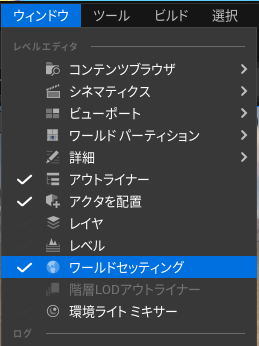 ウィンドウ ツール ビルド 選択
レベルエディタ
コンテンツブラウザ
シネマティクス
ビューポート
ワールド パーティション
詳細
アウトライナー
アクタを配置
レイヤ
レベル
ワールドセッティング
階層LODアウトライナー
環境ライト ミキサー
ログ